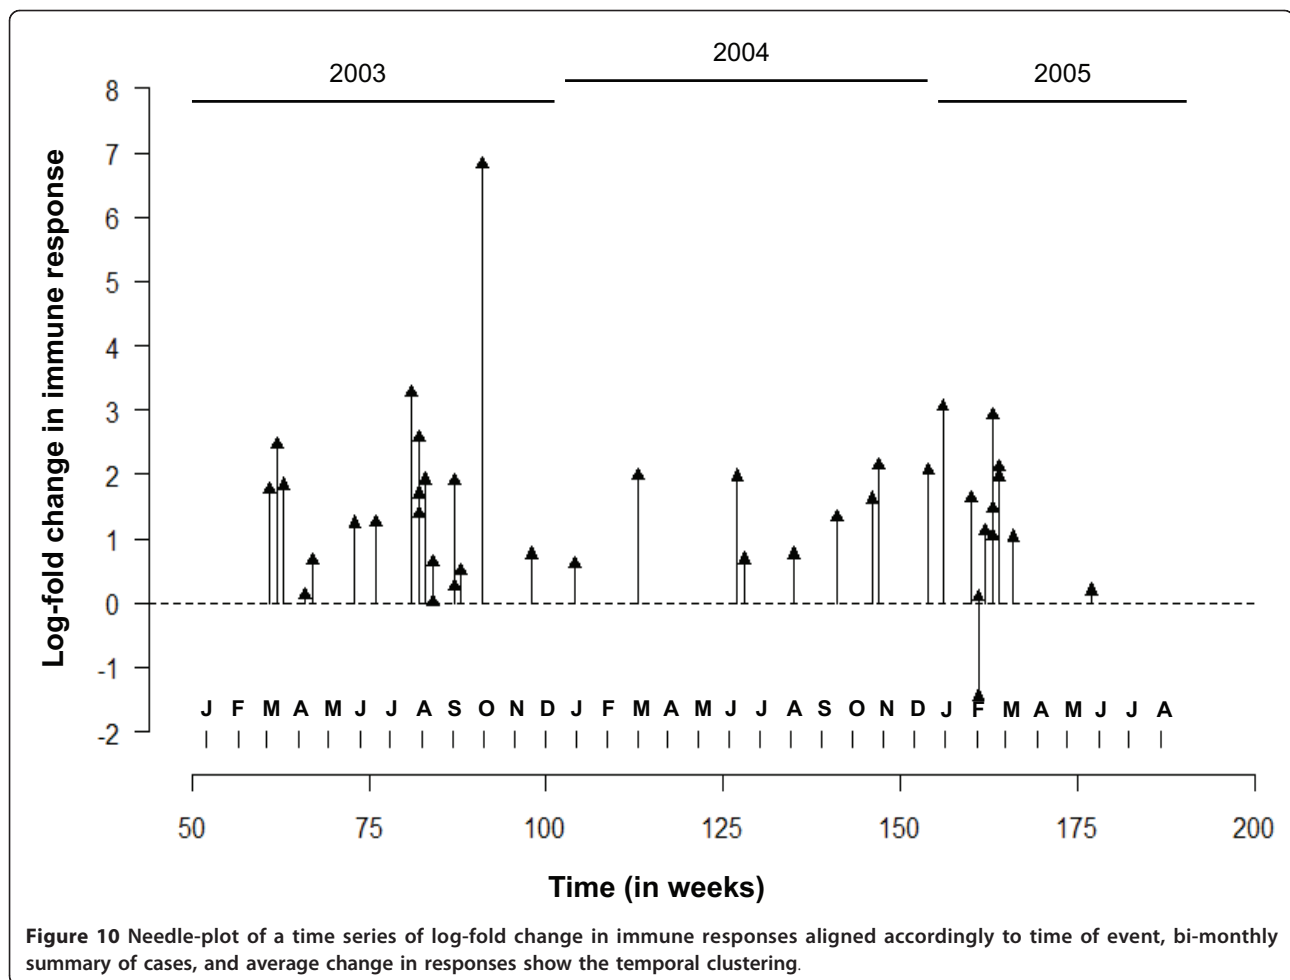 2003
2004
2005
8
7
6
5
4
3
2
1
0
-1
-2
Log-fold change in immune response
J F M A M J J A S O N D J F M A M J J A S O N D J F M A M J J A
50 75 100 125 150 175 200
Time (in weeks)
Figure 10 Needle-plot of a time series of log-fold change in immune responses aligned accordingly to time of event, bi-monthly
summary of cases, and average change in responses show the temporal clustering.